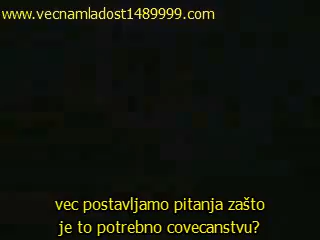 www.vecnamladost1489999.com
vec postavljamo pitanja zašto
je to potrebno covecanstvu?